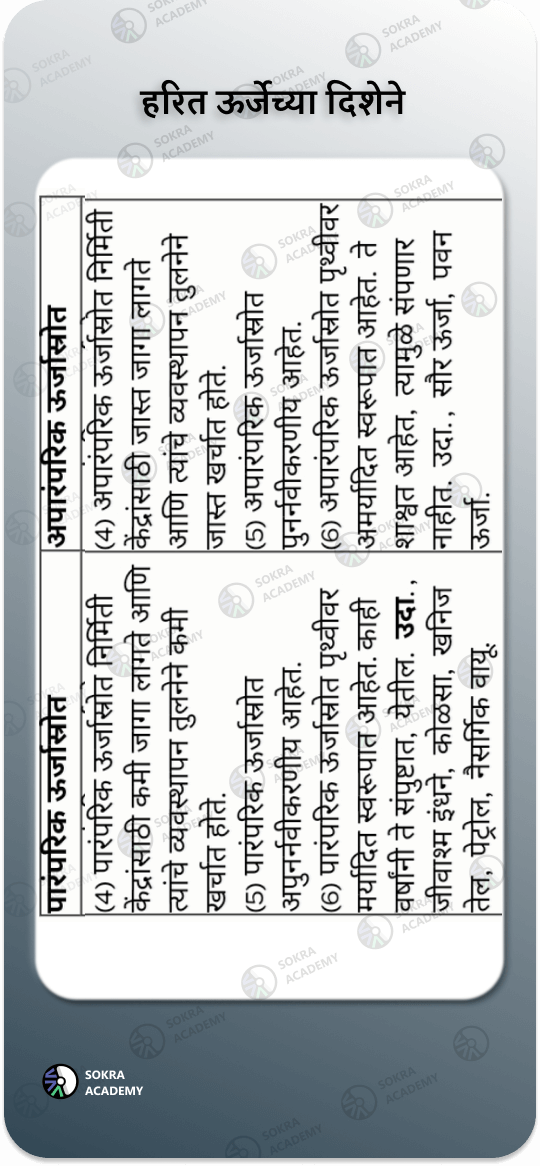 हरित ऊर्जेच्या दिशेने
पारंपरिक ऊर्जास्रोत
(4) पारंपरिक ऊर्जास्रोत निर्मिती
केंद्रांसाठी कमी जागा लागते आणि
त्यांचे व्यवस्थापन तुलनेने कमी
खर्चात होते.
(5) पारंपरिक ऊर्जास्रोत
अपुनर्नवीकरणीय आहेत.
(6) पारंपरिक ऊर्जास्रोत पृथ्वीवर
मर्यादित स्वरूपात आहेत. काही
वर्षांनी ते संपुष्टात, येतील. उदा.,
जीवाश्म इंधने, कोळसा, खनिज
तेल, पेट्रोल, नैसर्गिक वायू.
अपारंपरिक ऊर्जास्रोत
(4) अपारंपरिक ऊर्जास्रोत निर्मिती
केंद्रांसाठी जास्त जागा लागते
आणि त्यांचे व्यवस्थापन तुलनेने
जास्त खर्चात होते.
(5) अपारंपरिक ऊर्जास्रोत
पुनर्नवीकरणीय आहेत.
(6) अपारंपरिक ऊर्जास्रोत पृथ्वीवर
अमर्यादित स्वरूपात आहेत. ते
शाश्वत आहेत, त्यामुळे संपणार
नाहीत. उदा., सौर ऊर्जा, पवन
ऊर्जा.
SOKRA
ACADEMY